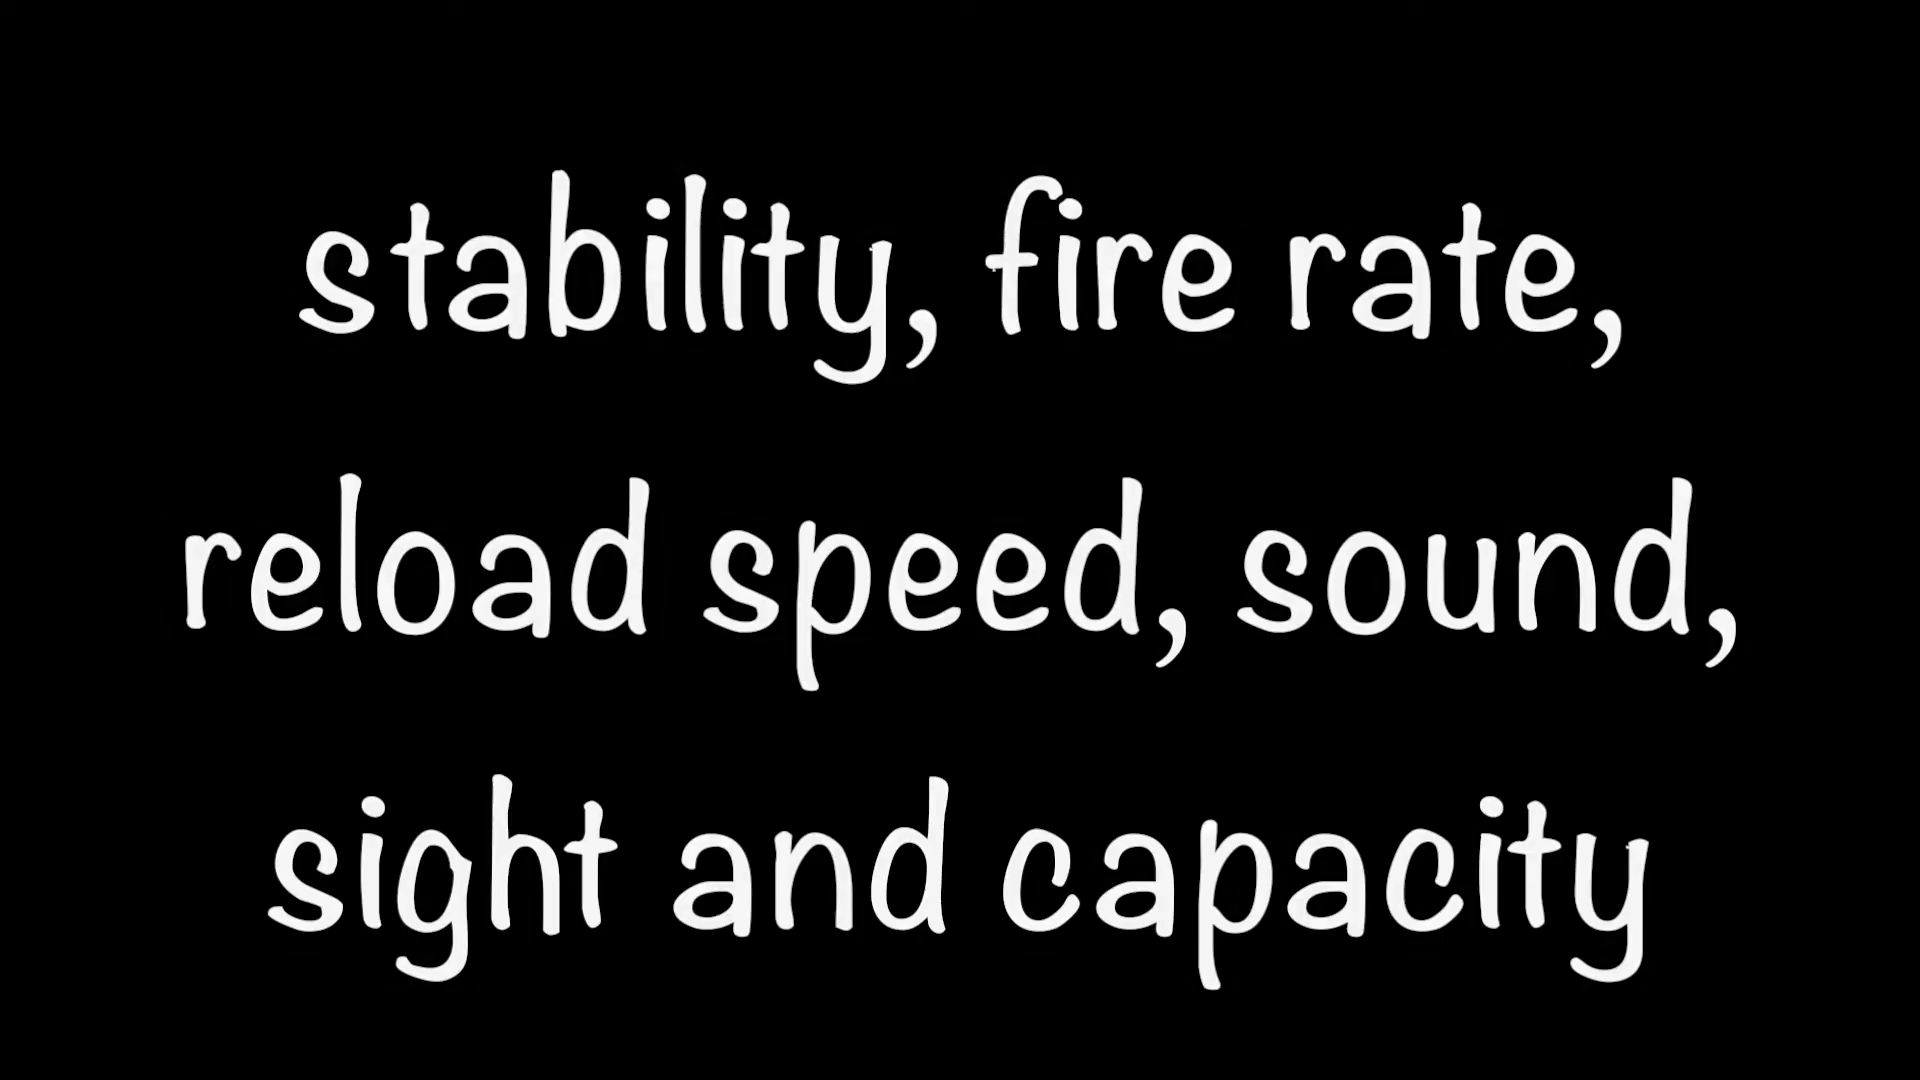 stability, fire rate,
reload speed, sound,
sight and capacity